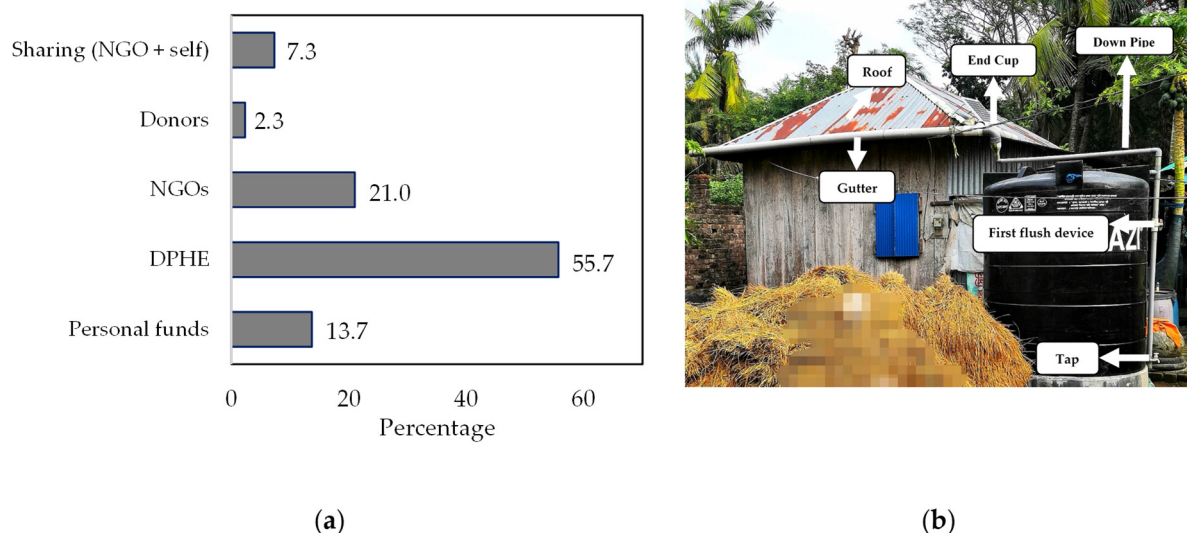 Sharing (NGO + self)
7.3
Donors
2.3
NGOs
21.0
DPHE
55.7
Personal funds
13.7
0 20 40 60
Percentage
(a)
Roof
End Cup
Down Pipe
Gutter
First flush device
AZI
Tap
(b)